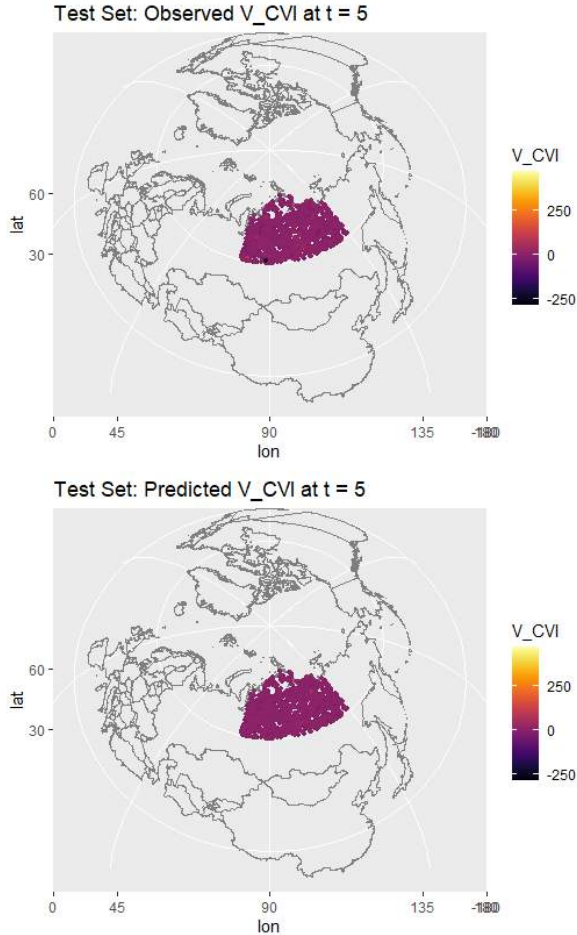 Test Set: Observed V_CVI at t = 5
V_CVI
250
0
-250
60
30
lat
0 45 90 135 -180 180
lon
Test Set: Predicted V_CVI at t = 5
V_CVI
250
0
-250
60
30
lat
0 45 90 135 -180 180
lon